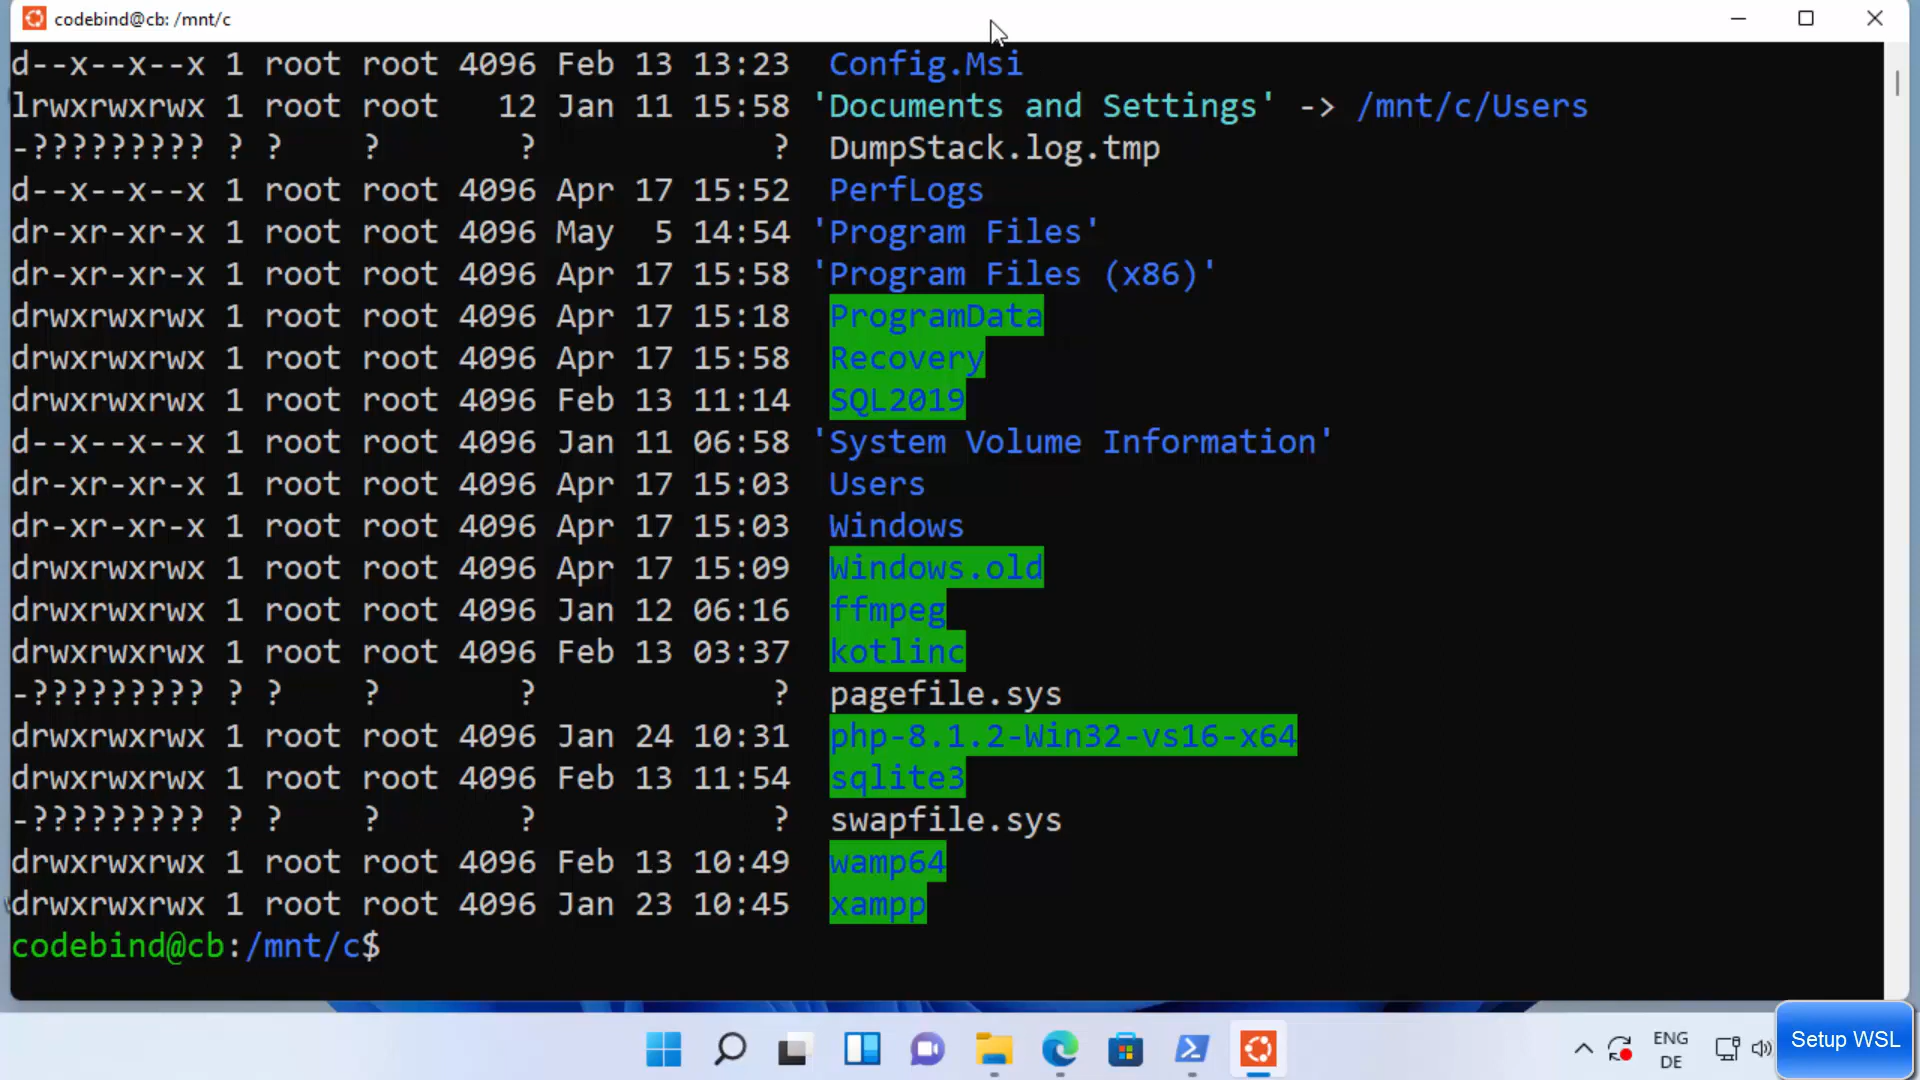 codebind@cb: /mnt/c
d--x--x--x 1 root root 4096 Feb 13 13:23  Config.Msi
lrwxrwxrwx 1 root root   12 Jan 11 15:58 'Documents and Settings' -> /mnt/c/Users
-????????? ? ?    ?       ?            ?  DumpStack.log.tmp
d--x--x--x 1 root root 4096 Apr 17 15:52  PerfLogs
dr-xr-xr-x 1 root root 4096 May  5 14:54 'Program Files'
dr-xr-xr-x 1 root root 4096 Apr 17 15:58 'Program Files (x86)'
drwxrwxrwx 1 root root 4096 Apr 17 15:18  ProgramData
drwxrwxrwx 1 root root 4096 Apr 17 15:58  Recovery
drwxrwxrwx 1 root root 4096 Feb 13 11:14  SQL2019
d--x--x--x 1 root root 4096 Jan 11 06:58 'System Volume Information'
dr-xr-xr-x 1 root root 4096 Apr 17 15:03  Users
dr-xr-xr-x 1 root root 4096 Apr 17 15:03  Windows
drwxrwxrwx 1 root root 4096 Apr 17 15:09  Windows.old
drwxrwxrwx 1 root root 4096 Jan 12 06:16  ffmpeg
drwxrwxrwx 1 root root 4096 Feb 13 03:37  kotlinc
-????????? ? ?    ?       ?            ?  pagefile.sys
drwxrwxrwx 1 root root 4096 Jan 24 10:31  php-8.1.2-Win32-vs16-x64
drwxrwxrwx 1 root root 4096 Feb 13 11:54  sqlite3
-????????? ? ?    ?       ?            ?  swapfile.sys
drwxrwxrwx 1 root root 4096 Feb 13 10:49  wamp64
drwxrwxrwx 1 root root 4096 Jan 23 10:45  xampp
codebind@cb:/mnt/c$
ENG
DE
Setup WSL